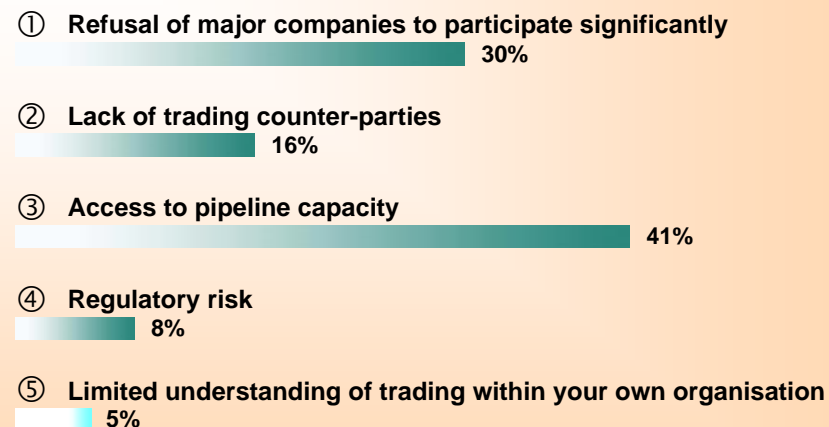 ① Refusal of major companies to participate significantly
30%
② Lack of trading counter-parties
16%
③ Access to pipeline capacity
41%
④ Regulatory risk
8%
⑤ Limited understanding of trading within your own organisation
5%